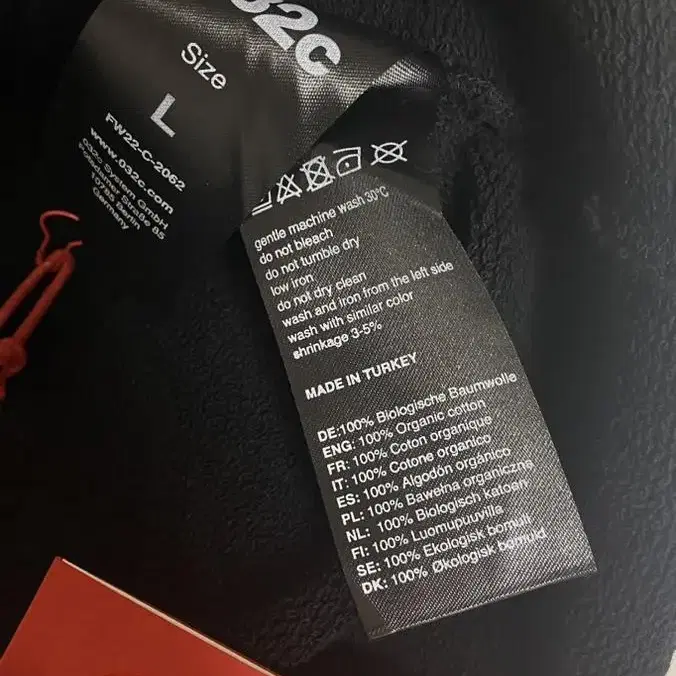 032c
Size
L
FW22-C-2062
www.032c.com
032c System GmbH
Potsdamer Straße 85
10785 Berlin
Germany
gentle machine wash 30°C
do not bleach
do not tumble dry
low iron
do not dry clean
wash and iron from the left side
wash with similar color
shrinkage 3-5%
MADE IN TURKEY
DE:100% Biologische Baumwolle
ENG: 100% Organic cotton
FR: 100% Coton organique
IT: 100% Cotone organico
ES: 100% Algodón orgánico
PL: 100% Bawełna organiczna
NL: 100% Biologisch katoen
FI: 100% Luomupuuvilla
SE: 100% Ekologisk bomull
DK: 100% Økologisk bomuld